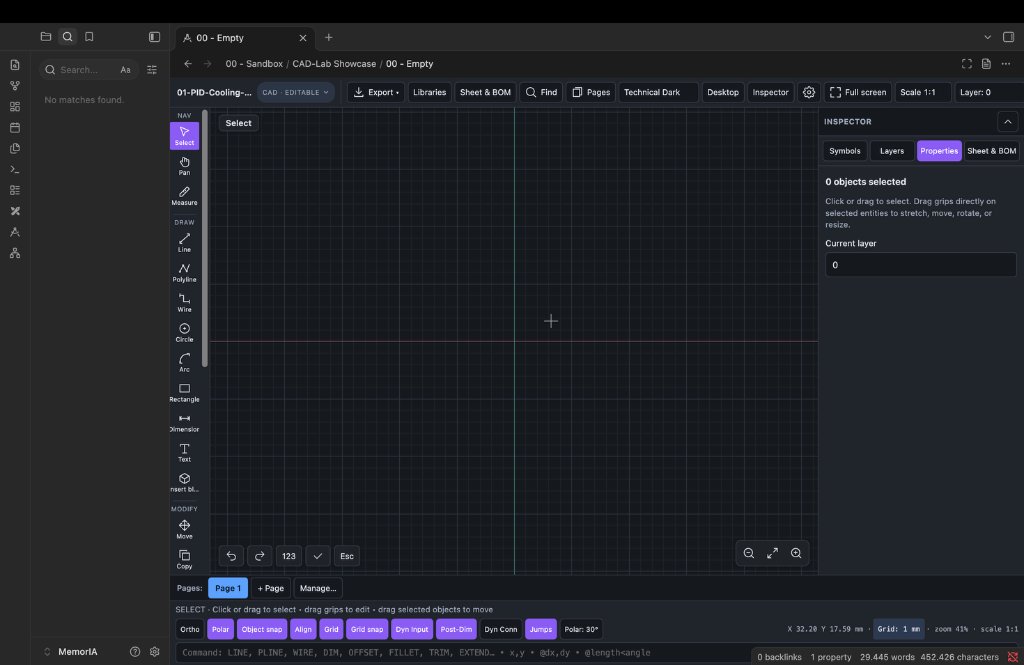 00 - Empty
Search...
Aa
00 - Sandbox / CAD-Lab Showcase / 00 - Empty
No matches found.
01-PID-Cooling-...
CAD · EDITABLE
Export
Libraries
Sheet & BOM
Find
Pages
Technical Dark
Desktop
Inspector
Full screen
Scale 1:1
Layer: 0
NAV
Select
Pan
Measure
DRAW
Line
Polyline
Wire
Circle
Arc
Rectangle
Dimension
Text
nsert bl...
MODIFY
Move
Copy
Select
INSPECTOR
Symbols
Layers
Properties
Sheet & BOM
0 objects selected
Click or drag to select. Drag grips directly on
selected entities to stretch, move, rotate, or
resize.
Current layer
0
123
Esc
Pages:
Page 1
+ Page
Manage...
SELECT · Click or drag to select • drag grips to edit • drag selected objects to move
Ortho
Polar
Object snap
Align
Grid
Grid snap
Dyn Input
Post-Dim
Dyn Conn
Jumps
Polar: 30°
X 32.20 Y 17.59 mm · Grid: 1 mm · zoom 41% · scale 1:1
Command: LINE, PLINE, WIRE, DIM, OFFSET, FILLET, TRIM, EXTEND… • x,y • @dx,dy • @length<angle
MemorIA
0 backlinks
1 property
29.445 words
452.426 characters